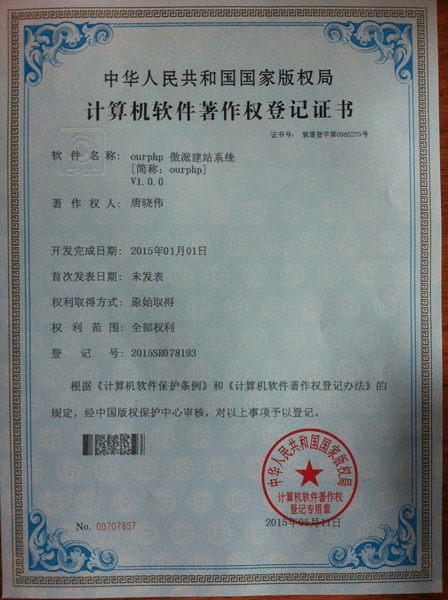 中华人民共和国国家版权局
计算机软件著作权登记证书
证书号： 软著登字第0965279号
软件名称： ourphp 傲派建站系统
[简称：ourphp]
V1.0.0
著作权人： 唐晓伟
开发完成日期： 2015年01月01日
首次发表日期： 未发表
权利取得方式： 原始取得
权利范围： 全部权利
登记号： 2015SR078193
根据《计算机软件保护条例》和《计算机软件著作权登记办法》的
规定，经中国版权保护中心审核，对以上事项予以登记。
中华人民共和国国家版权局
计算机软件著作权
登记专用章
No. 00707857
2015年05月11日